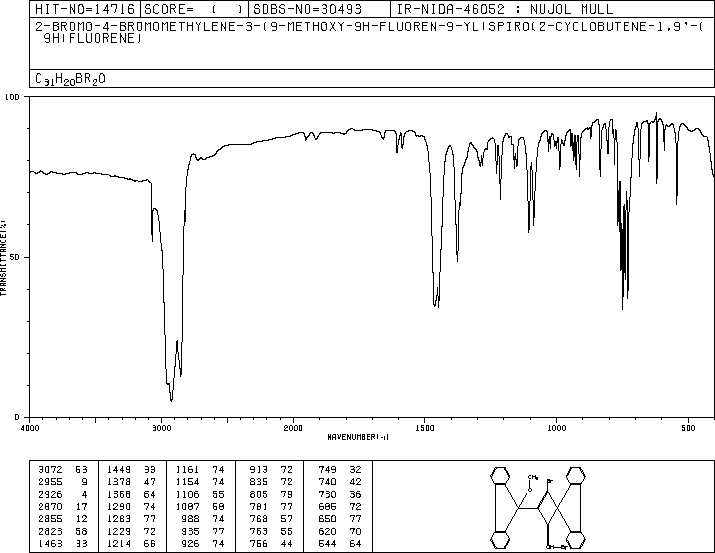 HIT-NO=14716 SCORE= ( ) SDBS-NO=30493 IR-NIDA-46052 : NUJOL MULL
2-BROMO-4-BROMOMETHYLENE-3-(9-METHOXY-9H-FLUOREN-9-YL)SPIRO(2-CYCLOBUTENE-1,9'-(
9H)FLUORENE)
C31H20BR2O
100
50
0
TRANSMITTANCE(%)
4000 3000 2000 1500 1000 500
WAVENUMBER(-1)
3072 53 1449 33 1161 74 913 72 749 32
2955 9 1378 47 1154 74 835 72 740 42
2926 4 1368 64 1106 55 805 79 730 36
2870 17 1290 74 1087 58 781 77 685 72
2855 12 1283 77 988 74 768 57 650 77
2823 58 1229 72 935 77 763 55 620 70
1463 33 1214 66 926 74 756 44 544 64
CH3
O
Br
CH-Br